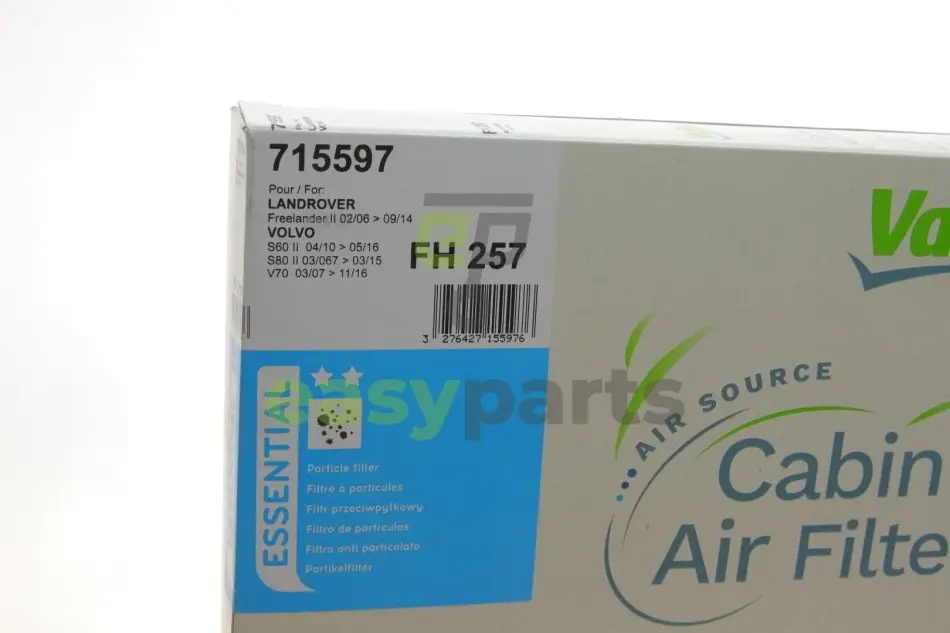 715597
Pour / For:
LANDROVER
Freelander II 02/06 > 09/14
VOLVO
S60 II 04/10 > 05/16
S80 II 03/067 > 03/15
V70 03/07 > 11/16
FH 257
3 276427 155976
ESSENTIAL
Particle filter
Filtre à particules
Filtr przeciwpyłkowy
Filtro de partículas
Filtro anti particolato
Partikelfilter
easyparts
Va
AIR SOURCE
Cabin
Air Filte